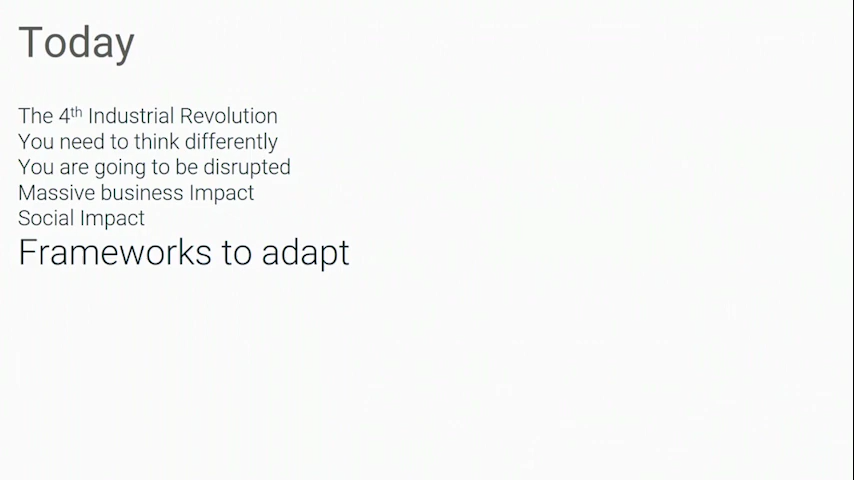 Today
The 4th Industrial Revolution
You need to think differently
You are going to be disrupted
Massive business Impact
Social Impact
Frameworks to adapt